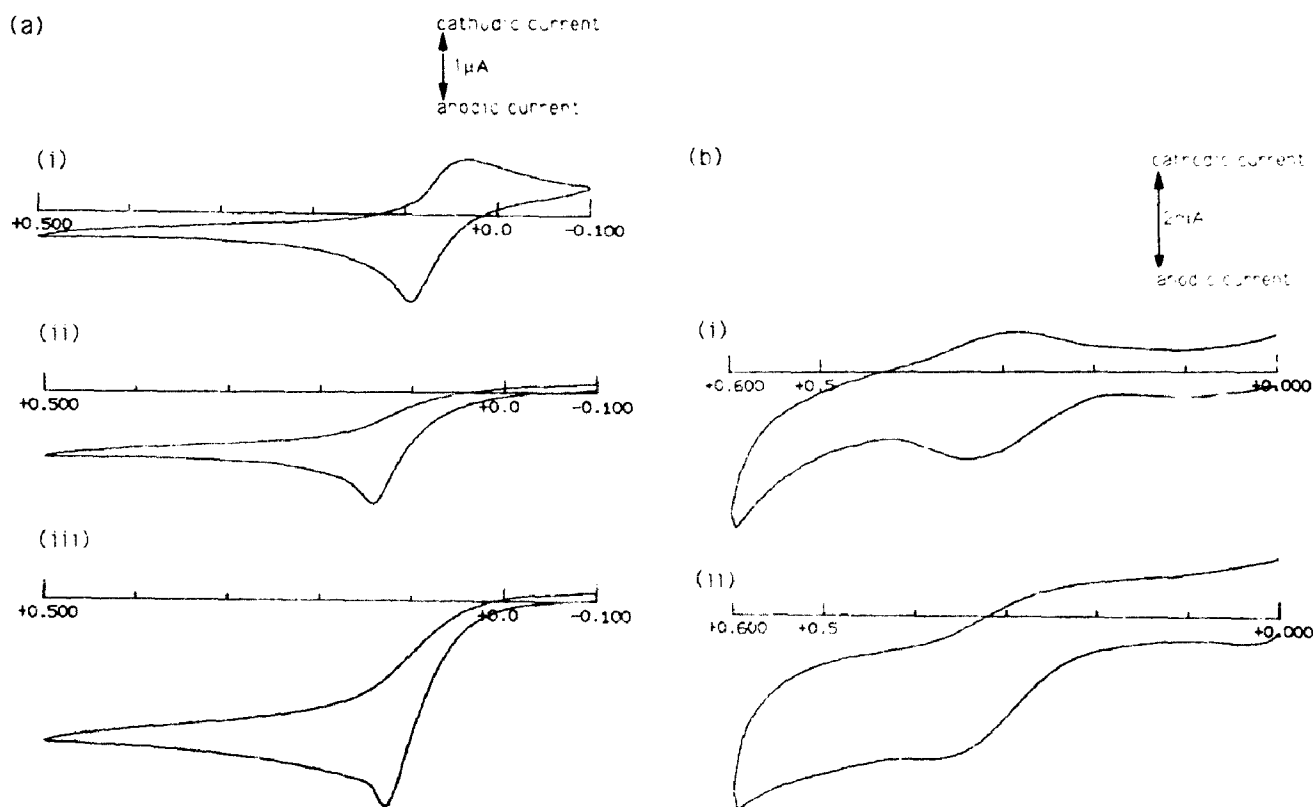 (a)
cathodic current
1μA
anodic current
(i)
+0.500
+0.0
-0.100
(ii)
+0.500
+0.0
-0.100
(iii)
+0.500
+0.0
-0.100
(b)
cathodic current
2mA
anodic current
(i)
+0.600
+0.5
+0.000
(ii)
+0.600
+0.5
+0.000